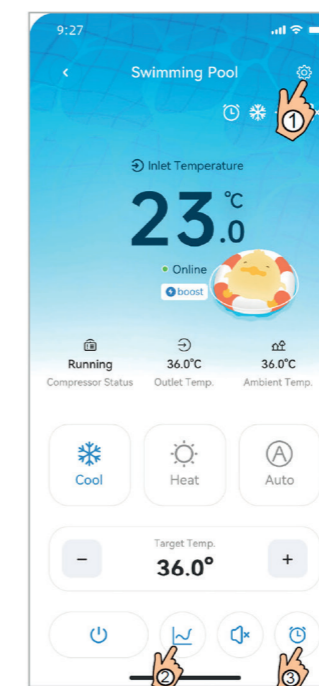 9:27
Swimming Pool
①
Inlet Temperature
23.0°C
Online
boost
Running 36.0°C 36.0°C
Compressor Status Outlet Temp. Ambient Temp.
Cool Heat A Auto
Target Temp.
− 36.0° +
② ③